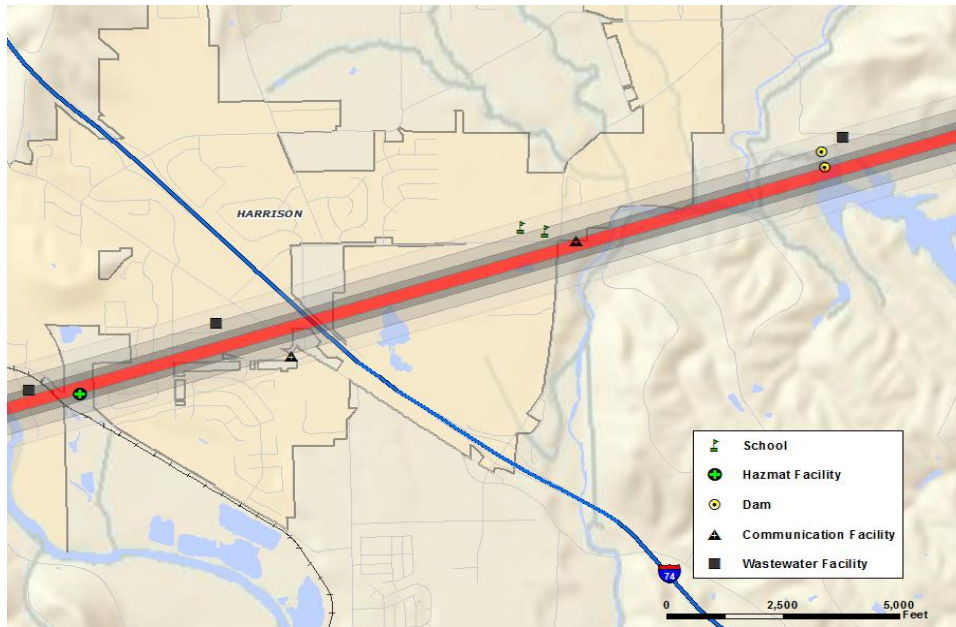 HARRISON
School
Hazmat Facility
Dam
Communication Facility
Wastewater Facility
74
0 2,500 5,000
Feet